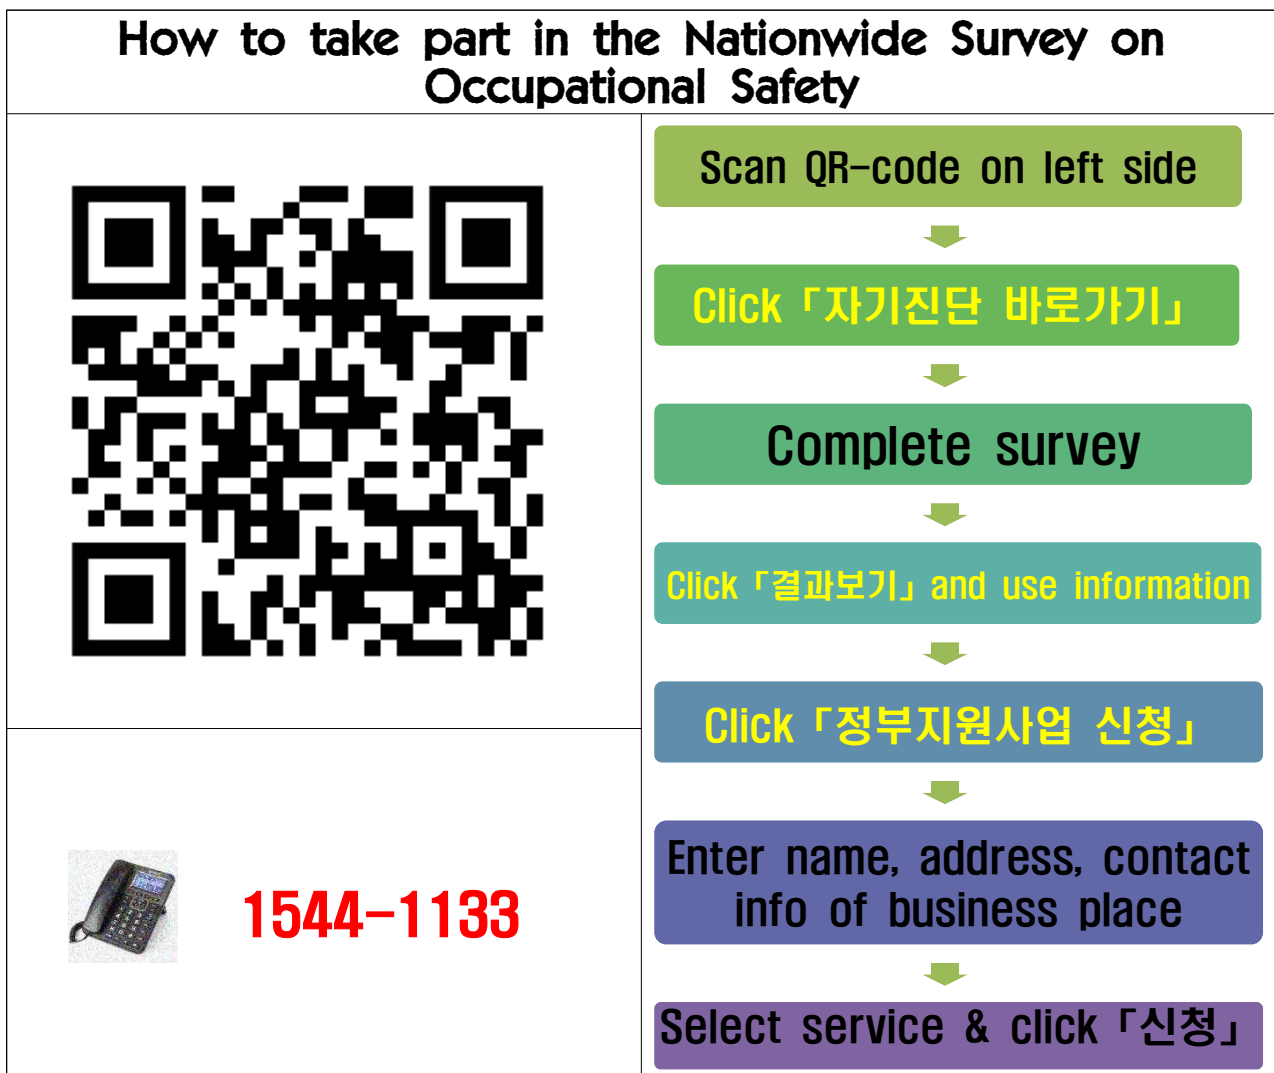 How to take part in the Nationwide Survey on
Occupational Safety
Scan QR-code on left side
Click「자기진단 바로가기」
Complete survey
Click「결과보기」and use information
Click「정부지원사업 신청」
Enter name, address, contact
info of business place
Select service & click「신청」
1544-1133